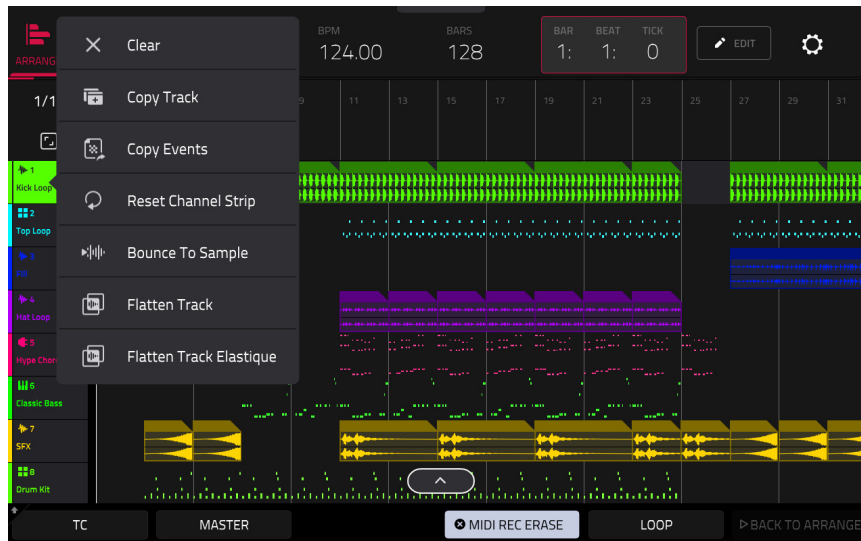 ARRANG
BPM
124.00
BARS
128
BAR BEAT TICK
1: 1: 0
EDIT
Clear
Copy Track
Copy Events
Reset Channel Strip
Bounce To Sample
Flatten Track
Flatten Track Elastique
1/1
9 11 13 15 17 19 21 23 25 27 29 31
1
Kick Loop
2
Top Loop
3
Fill
4
Hat Loop
5
Hype Chor
6
Classic Bass
7
SFX
8
Drum Kit
TC
MASTER
MIDI REC ERASE
LOOP
BACK TO ARRANGE